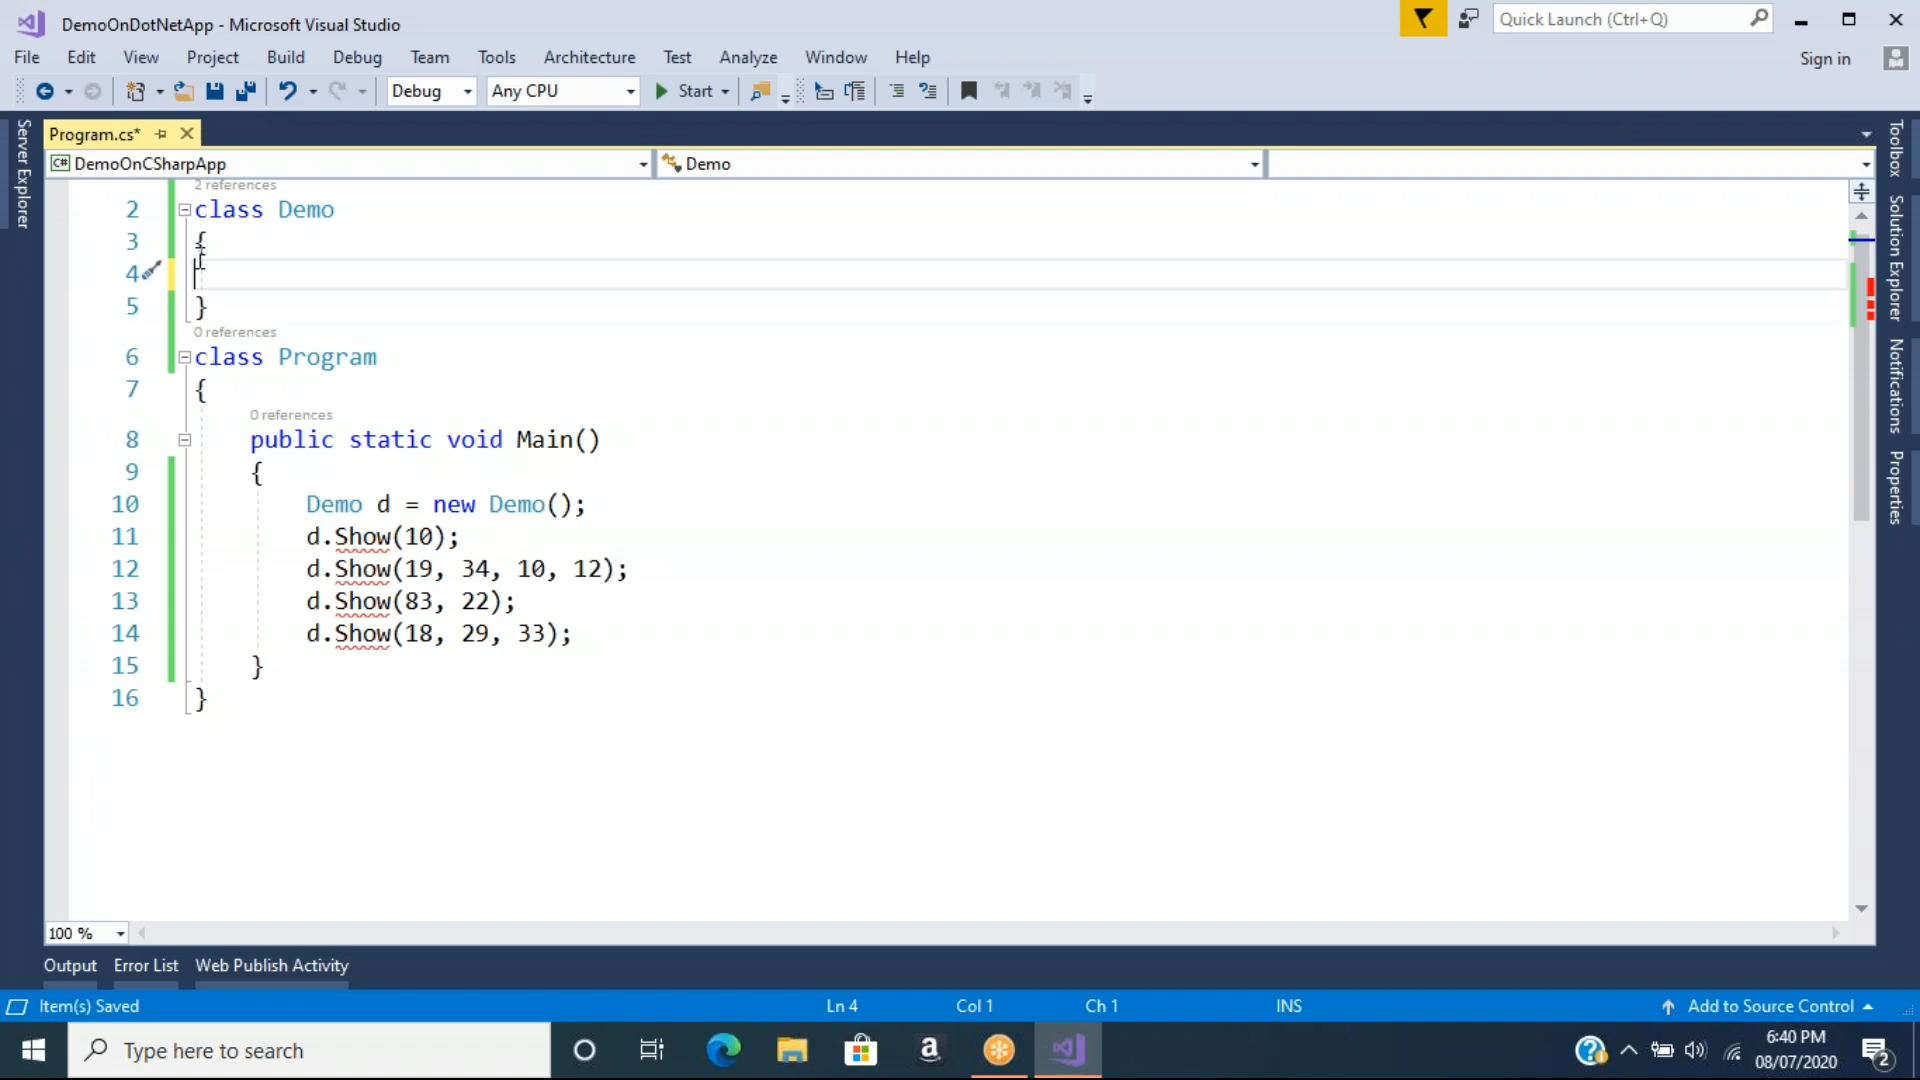 DemoOnDotNetApp - Microsoft Visual Studio
Quick Launch (Ctrl+Q)
File Edit View Project Build Debug Team Tools Architecture Test Analyze Window Help
Sign in
Debug Any CPU Start
Program.cs*
C# DemoOnCSharpApp Demo
Server Explorer
Toolbox
Solution Explorer
Notifications
Properties
2 references
2 class Demo
3 {
4
5 }
0 references
6 class Program
7 {
0 references
8 public static void Main()
9 {
10 Demo d = new Demo();
11 d.Show(10);
12 d.Show(19, 34, 10, 12);
13 d.Show(83, 22);
14 d.Show(18, 29, 33);
15 }
16 }
100 %
Output Error List Web Publish Activity
Item(s) Saved Ln 4 Col 1 Ch 1 INS Add to Source Control
Type here to search
a
6:40 PM
08/07/2020
2